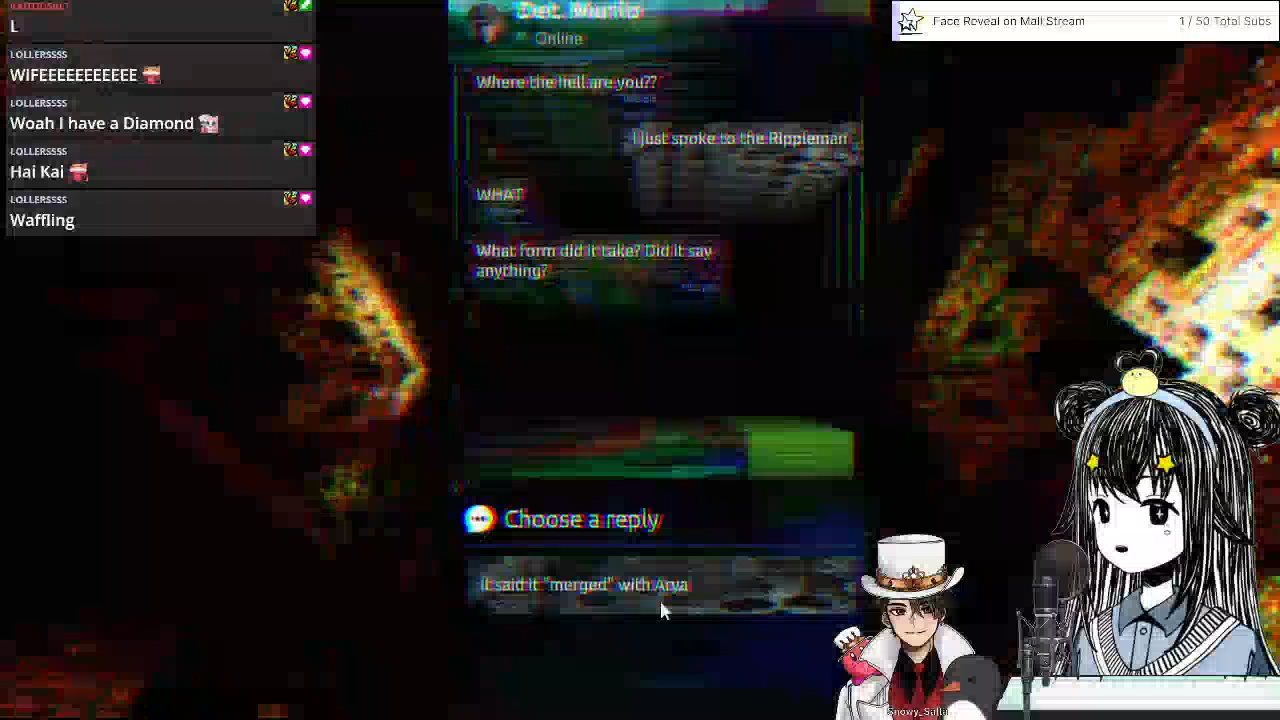 L
LOLLERSSSS
WIFEEEEEEEEEEE
LOLLERSSSS
Woah I have a Diamond
LOLLERSSSS
Hai Kai
LOLLERSSSS
Waffling
Det.
Online
Where the hell are you??
I just spoke to the Rippleman
WHAT
What form did it take? Did it say
anything?
Choose a reply
It said it "merged" with Arya
Face Reveal on Mall Stream
1 / 50 Total Subs